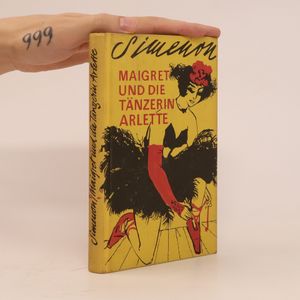 999
Simenon
MAIGRET
UND DIE
TÄNZERIN
ARLETTE
Simenon/Maigret und die Tänzerin Arlette